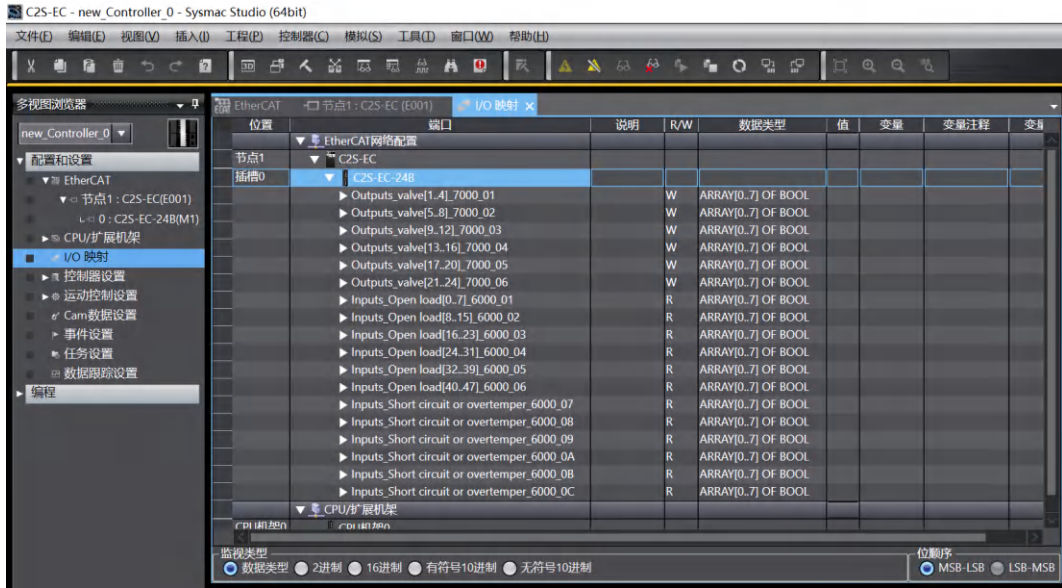 C2S-EC - new_Controller_0 - Sysmac Studio (64bit)
文件(F) 编辑(E) 视图(V) 插入(I) 工程(P) 控制器(C) 模拟(S) 工具(T) 窗口(W) 帮助(H)
多视图浏览器
new_Controller_0
配置和设置
EtherCAT
节点1 : C2S-EC(E001)
0 : C2S-EC-24B(M1)
CPU/扩展机架
I/O 映射
控制器设置
运动控制设置
Cam数据设置
事件设置
任务设置
数据跟踪设置
编程
EtherCAT 节点1 : C2S-EC (E001) I/O 映射
位置 端口 说明 R/W 数据类型 值 变量 变量注释
EtherCAT网络配置
节点1 C2S-EC
插槽0 C2S-EC-24B
Outputs_valve[1..4]_7000_01 W ARRAY[0..7] OF BOOL
Outputs_valve[5..8]_7000_02 W ARRAY[0..7] OF BOOL
Outputs_valve[9..12]_7000_03 W ARRAY[0..7] OF BOOL
Outputs_valve[13..16]_7000_04 W ARRAY[0..7] OF BOOL
Outputs_valve[17..20]_7000_05 W ARRAY[0..7] OF BOOL
Outputs_valve[21..24]_7000_06 W ARRAY[0..7] OF BOOL
Inputs_Open load[0..7]_6000_01 R ARRAY[0..7] OF BOOL
Inputs_Open load[8..15]_6000_02 R ARRAY[0..7] OF BOOL
Inputs_Open load[16..23]_6000_03 R ARRAY[0..7] OF BOOL
Inputs_Open load[24..31]_6000_04 R ARRAY[0..7] OF BOOL
Inputs_Open load[32..39]_6000_05 R ARRAY[0..7] OF BOOL
Inputs_Open load[40..47]_6000_06 R ARRAY[0..7] OF BOOL
Inputs_Short circuit or overtemper_6000_07 R ARRAY[0..7] OF BOOL
Inputs_Short circuit or overtemper_6000_08 R ARRAY[0..7] OF BOOL
Inputs_Short circuit or overtemper_6000_09 R ARRAY[0..7] OF BOOL
Inputs_Short circuit or overtemper_6000_0A R ARRAY[0..7] OF BOOL
Inputs_Short circuit or overtemper_6000_0B R ARRAY[0..7] OF BOOL
Inputs_Short circuit or overtemper_6000_0C R ARRAY[0..7] OF BOOL
CPU/扩展机架
CPU机架0 CPU机架0
监视类型 位顺序
数据类型 2进制 16进制 有符号10进制 无符号10进制 MSB-LSB LSB-MSB